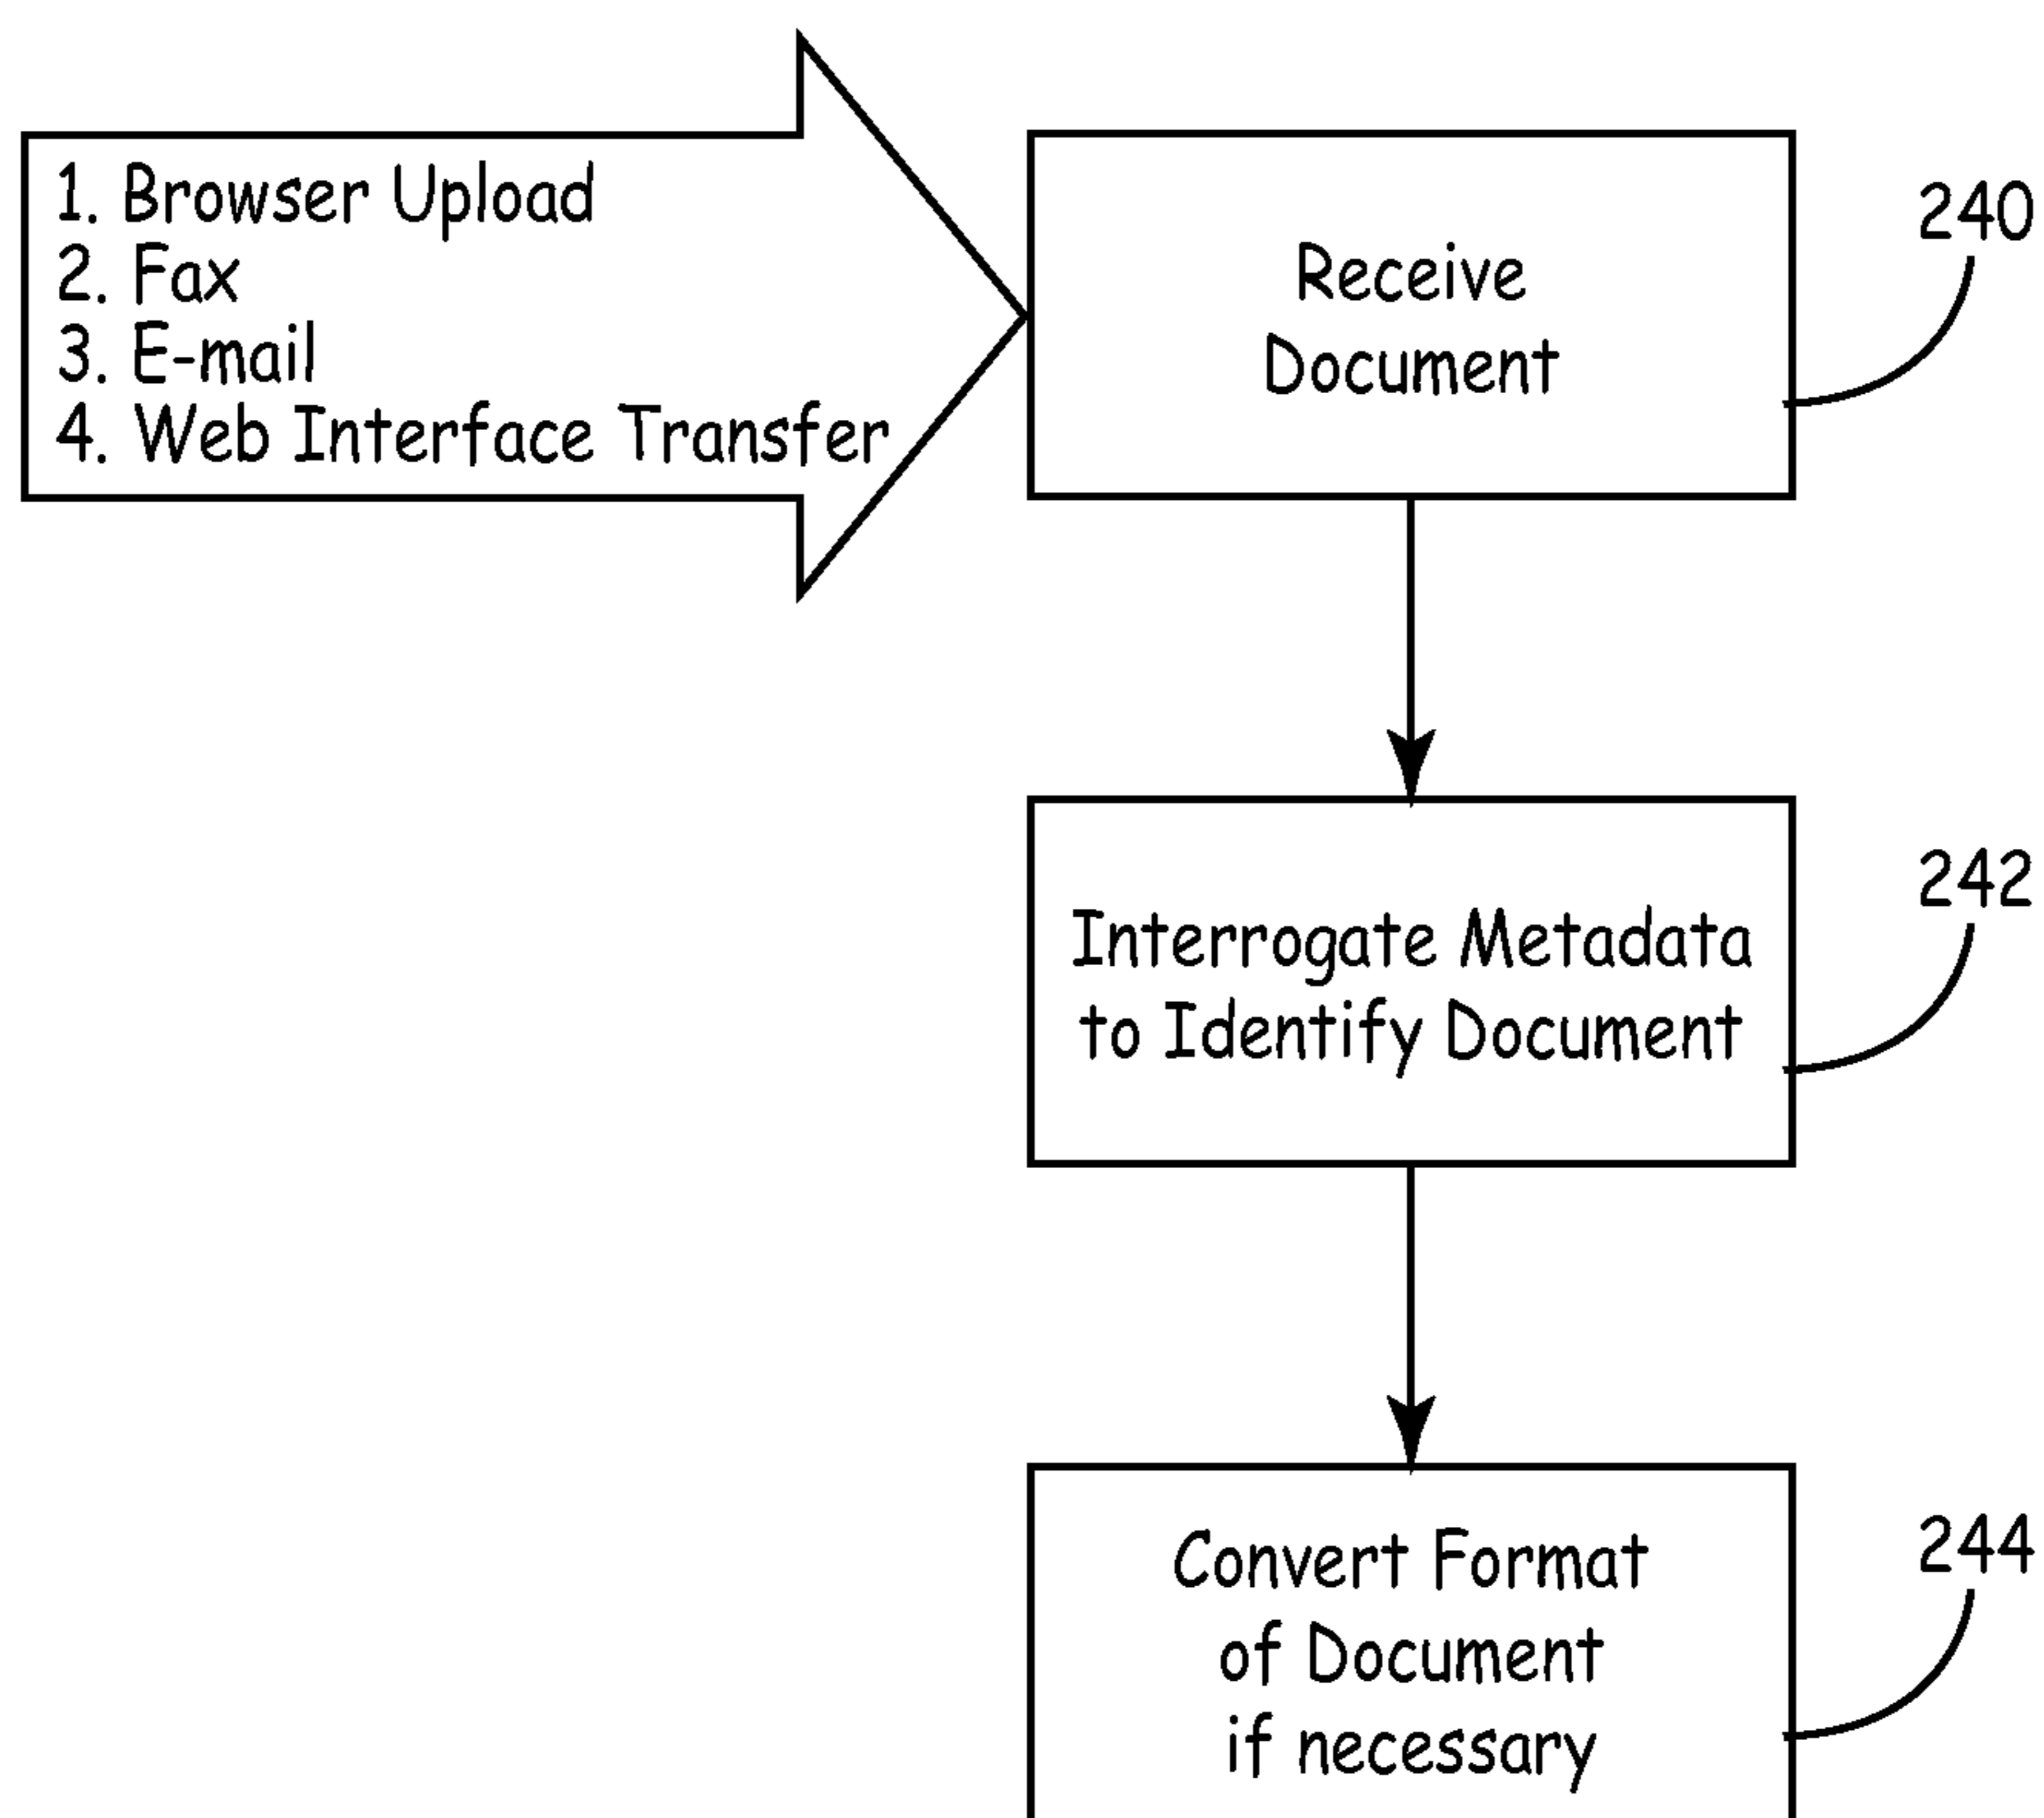 1. Browser Upload
2. Fax
3. E-mail
4. Web Interface Transfer
Receive
Document
240
Interrogate Metadata
to Identify Document
242
Convert Format
of Document
if necessary
244